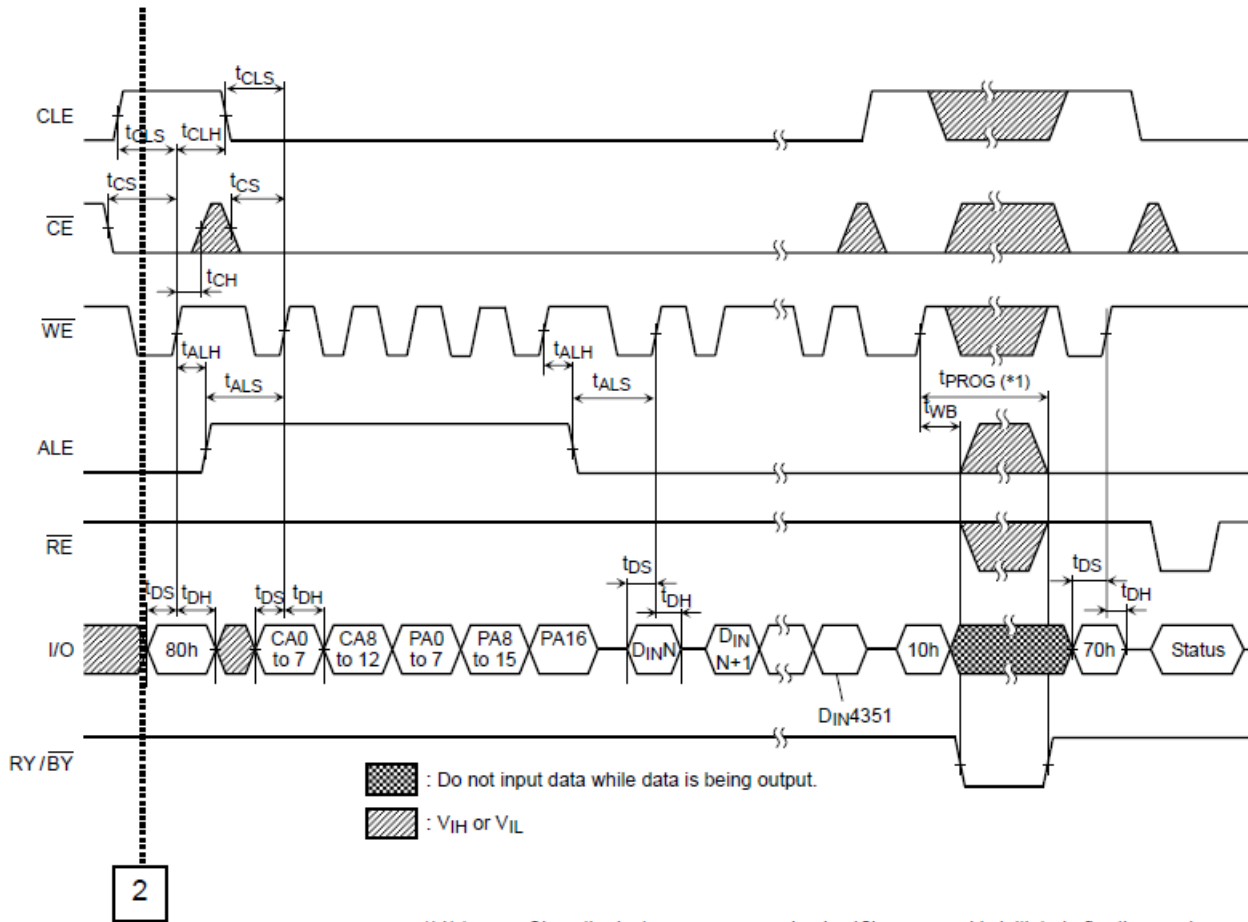 tCLS
CLE
tCLS tCLH
tCS tCS
CE
tCH
WE
tALH tALH
tALS tALS tPROG (*1)
tWB
ALE
RE
tDS tDS
tDS tDH tDS tDH tDH tDH
I/O 80h CA0 to 7 CA8 to 12 PA0 to 7 PA8 to 15 PA16 DINN DIN N+1 10h 70h Status
DIN4351
RY/BY
: Do not input data while data is being output.
: VIH or VIL
2